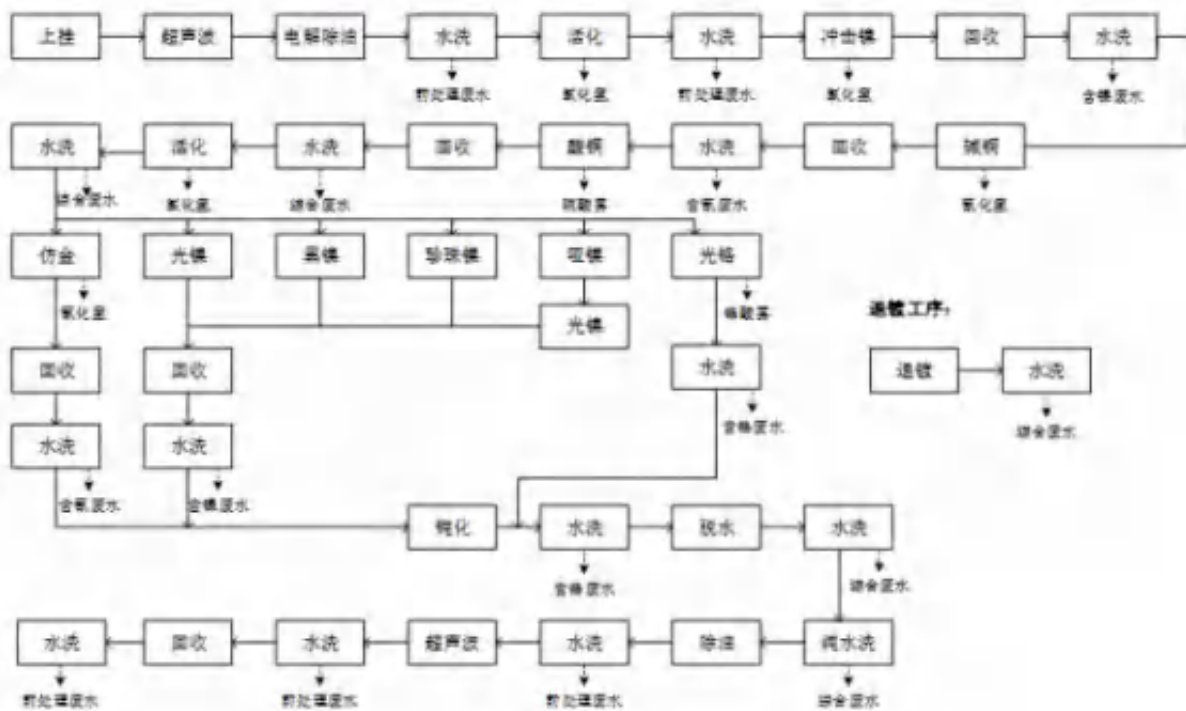 上挂 超声波 电解除油 水洗 活化 水洗 冲击镍 回收 水洗
前处理废水 氯化氢 前处理废水 氯化氢 含镍废水
水洗 活化 水洗 回收 酸铜 水洗 回收 碱铜
综合废水 氯化氢 综合废水 硫酸雾 含氰废水 氰化氢
仿金 光镍 黑镍 珍珠镍 哑镍 光铬
氰化氢 光镍 铬酸雾 退镀工序:
回收 回收 水洗 退镀 水洗
水洗 水洗 含铬废水 综合废水
含氰废水 含镍废水
钝化 水洗 脱水 水洗
含铬废水 综合废水
水洗 回收 水洗 超声波 水洗 除油 纯水洗
前处理废水 前处理废水 前处理废水 综合废水